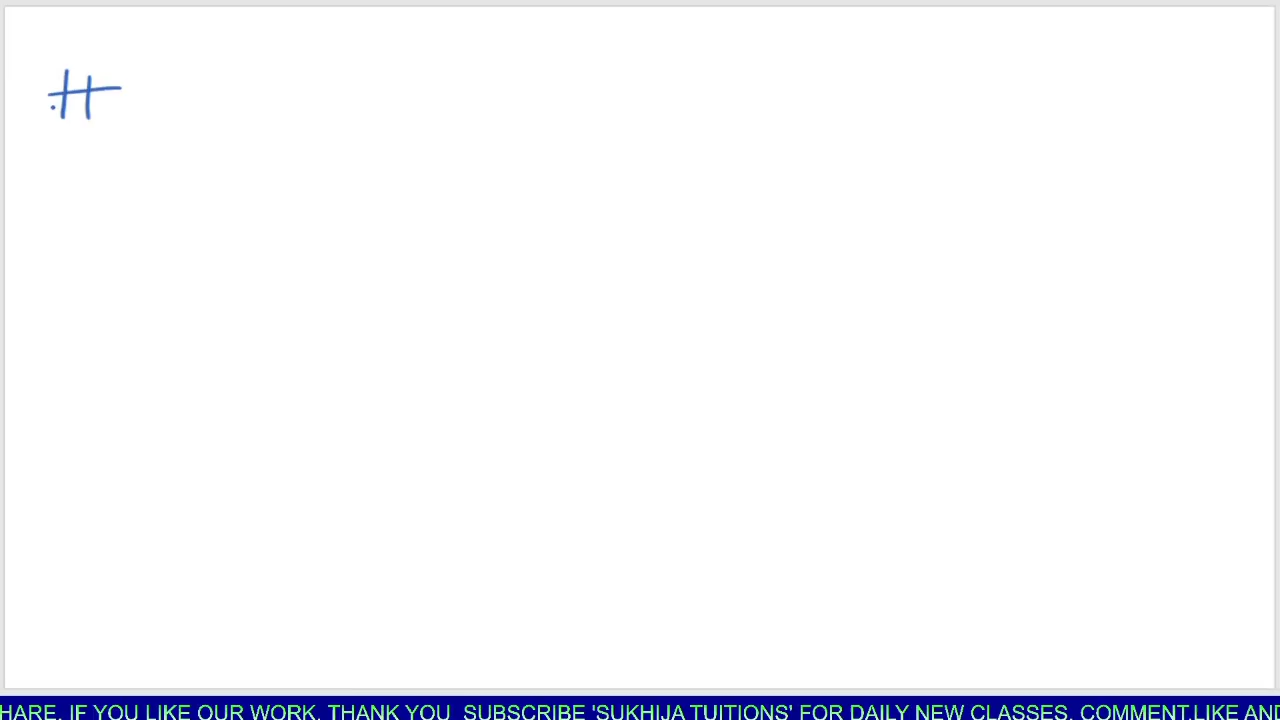 HARE, IF YOU LIKE OUR WORK. THANK YOU  SUBSCRIBE 'SUKHIJA TUITIONS' FOR DAILY NEW CLASSES. COMMENT,LIKE AND